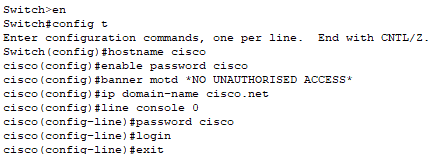 Switch>en
Switch#config t
Enter configuration commands, one per line.  End with CNTL/Z.
Switch(config)#hostname cisco
cisco(config)#enable password cisco
cisco(config)#banner motd *NO UNAUTHORISED ACCESS*
cisco(config)#ip domain-name cisco.net
cisco(config)#line console 0
cisco(config-line)#password cisco
cisco(config-line)#login
cisco(config-line)#exit